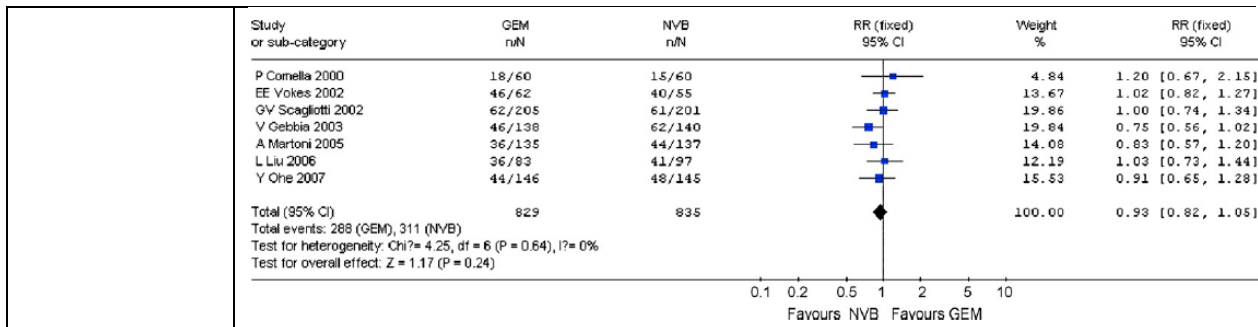 Study GEM NVB RR (fixed) Weight RR (fixed)
or sub-category n/N n/N 95% CI % 95% CI
P Comella 2000 18/60 15/60 4.84 1.20 [0.67, 2.15]
EE Vokes 2002 46/62 40/55 13.67 1.02 [0.82, 1.27]
GV Scagliotti 2002 62/205 61/201 19.86 1.00 [0.74, 1.34]
V Gebbia 2003 46/138 62/140 19.84 0.75 [0.56, 1.02]
A Martoni 2005 36/135 44/137 14.08 0.83 [0.57, 1.20]
L Liu 2006 36/83 41/97 12.19 1.03 [0.73, 1.44]
Y Ohe 2007 44/146 48/145 15.53 0.91 [0.65, 1.28]
Total (95% CI) 829 835 100.00 0.93 [0.82, 1.05]
Total events: 288 (GEM), 311 (NVB)
Test for heterogeneity: Chi?= 4.25, df = 6 (P = 0.64), I?= 0%
Test for overall effect: Z = 1.17 (P = 0.24)
0.1 0.2 0.5 1 2 5 10
Favours NVB Favours GEM